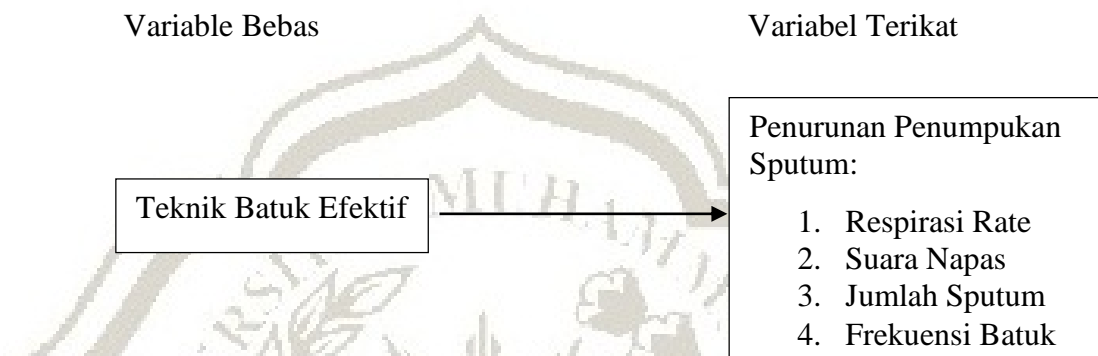 Variable Bebas
Variabel Terikat
Penurunan Penumpukan
Sputum:
Teknik Batuk Efektif
1. Respirasi Rate
2. Suara Napas
3. Jumlah Sputum
4. Frekuensi Batuk